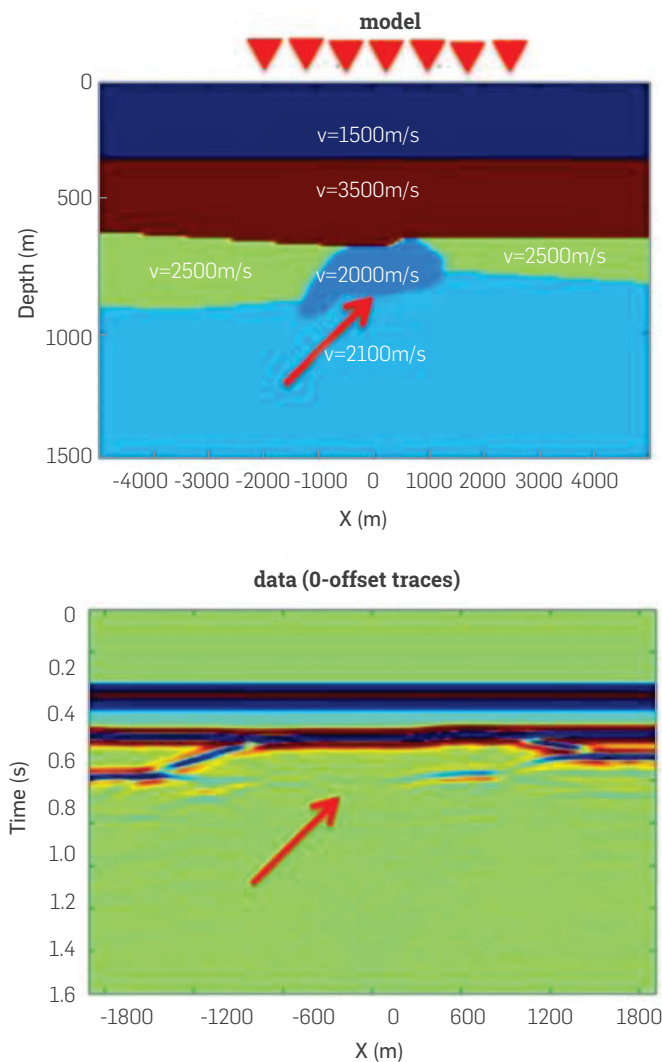 model
0
v=1500m/s
v=3500m/s
500
v=2500m/s
v=2000m/s
v=2500m/s
Depth (m)
1000
v=2100m/s
1500
-4000 -3000 -2000 -1000 0 1000 2000 3000 4000
X (m)
data (0-offset traces)
0
0.2
0.4
0.6
0.8
Time (s)
1.0
1.2
1.4
1.6
-1800 -1200 -600 0 600 1200 1800
X (m)